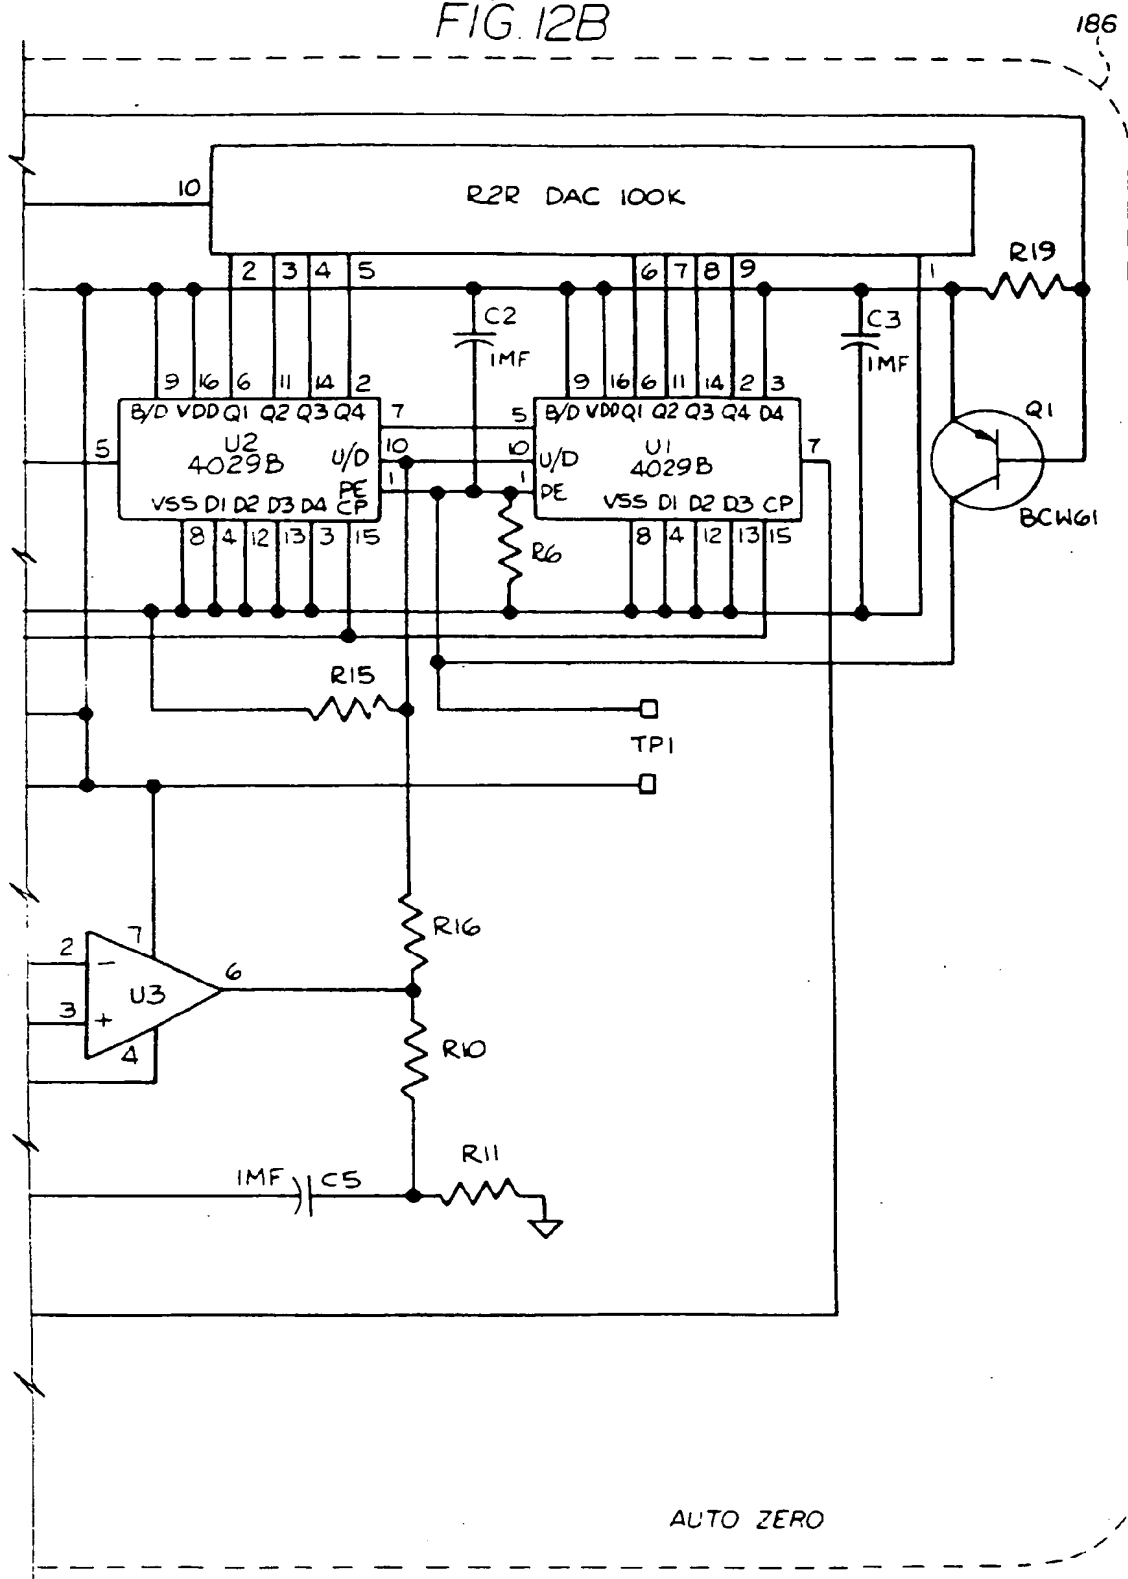 FIG. 12B
186
10 R2R DAC 100K
R19
2 3 4 5 6 7 8 9 1
C2 C3
1MF 1MF
9 16 6 11 14 2 9 16 6 11 14 2 3
Q1
B/D VDD Q1 Q2 Q3 Q4 7 5 B/D VDD Q1 Q2 Q3 Q4 D4
5 U2 4029B U/D 10 10 U/D U1 4029B 7
PE 1 1 PE
VSS D1 D2 D3 D4 CP VSS D1 D2 D3 CP
BCW61
8 4 12 13 3 15 R6 8 4 12 13 15
R15
TP1
R16
7
2 − 6
U3
3 +
4
R10
R11
1MF C5
AUTO ZERO